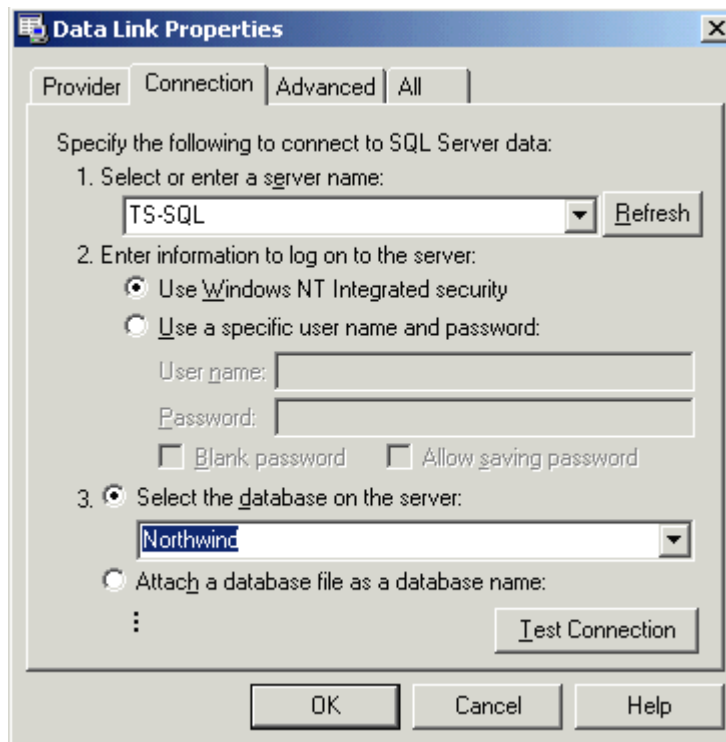 Data Link Properties
Provider Connection Advanced All
Specify the following to connect to SQL Server data:
1. Select or enter a server name:
TS-SQL Refresh
2. Enter information to log on to the server:
Use Windows NT Integrated security
Use a specific user name and password:
User name:
Password:
Blank password Allow saving password
3. Select the database on the server:
Northwind
Attach a database file as a database name:
Test Connection
OK Cancel Help